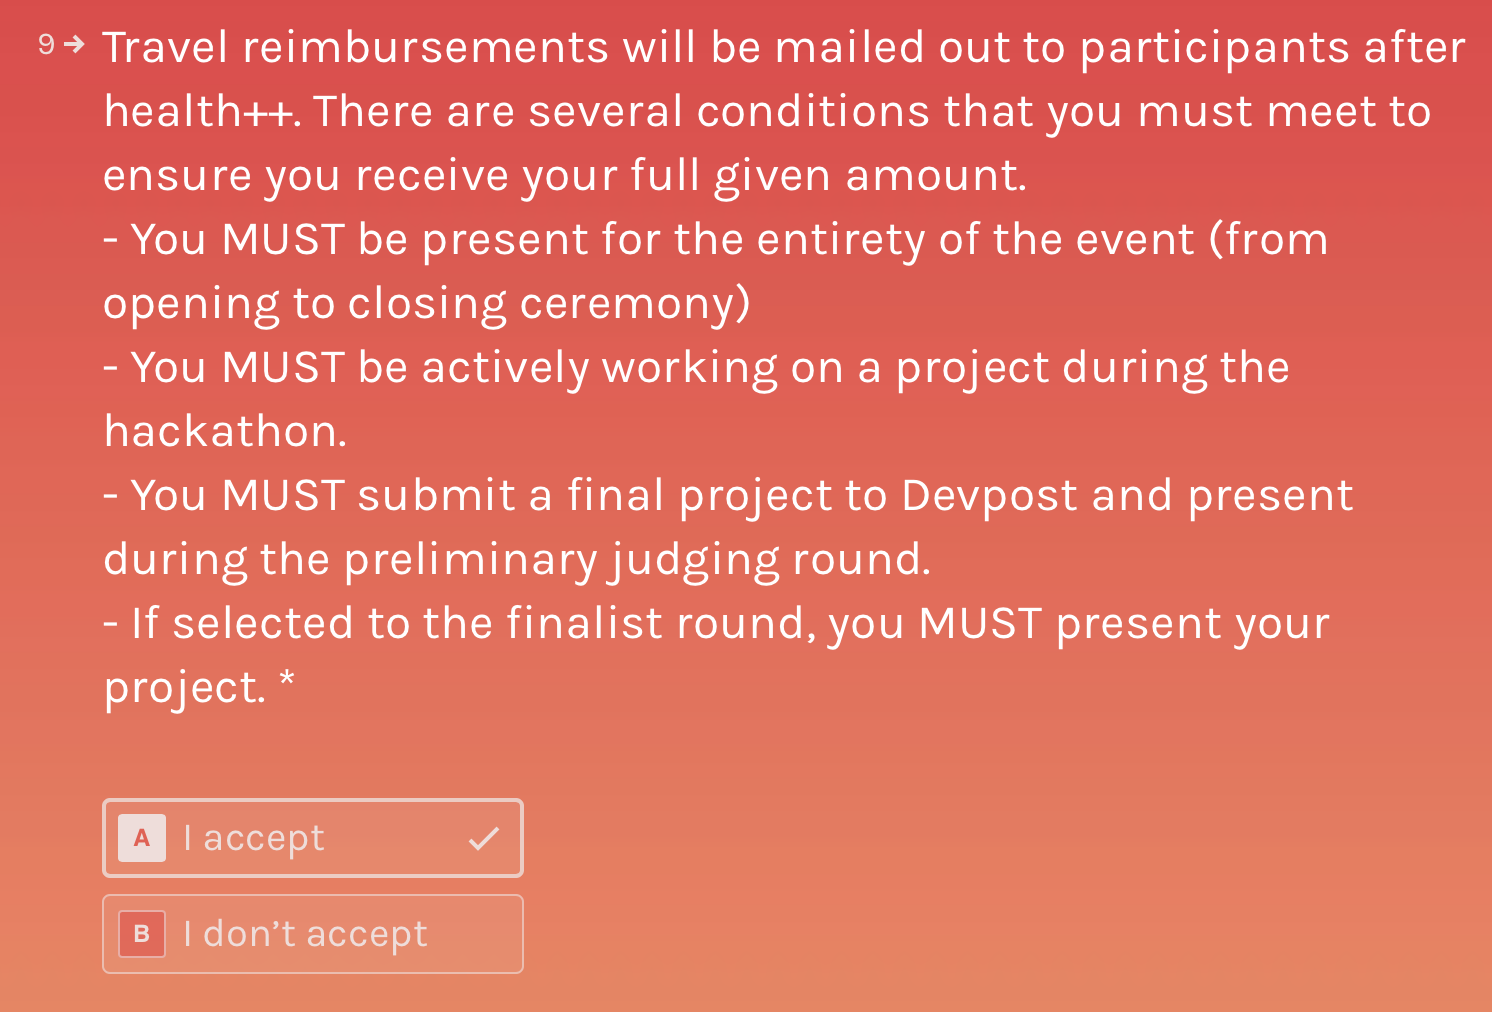 9 → Travel reimbursements will be mailed out to participants after
health++. There are several conditions that you must meet to
ensure you receive your full given amount.
- You MUST be present for the entirety of the event (from
opening to closing ceremony)
- You MUST be actively working on a project during the
hackathon.
- You MUST submit a final project to Devpost and present
during the preliminary judging round.
- If selected to the finalist round, you MUST present your
project. *
A I accept
B I don’t accept